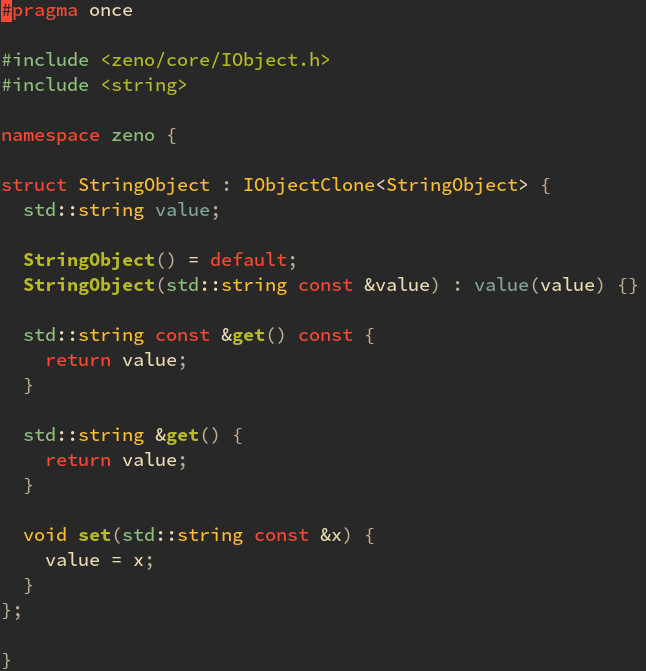 #pragma once
#include <zeno/core/IObject.h>
#include <string>
namespace zeno {
struct StringObject : IObjectClone<StringObject> {
  std::string value;
  StringObject() = default;
  StringObject(std::string const &value) : value(value) {}
  std::string const &get() const {
    return value;
  }
  std::string &get() {
    return value;
  }
  void set(std::string const &x) {
    value = x;
  }
};
}